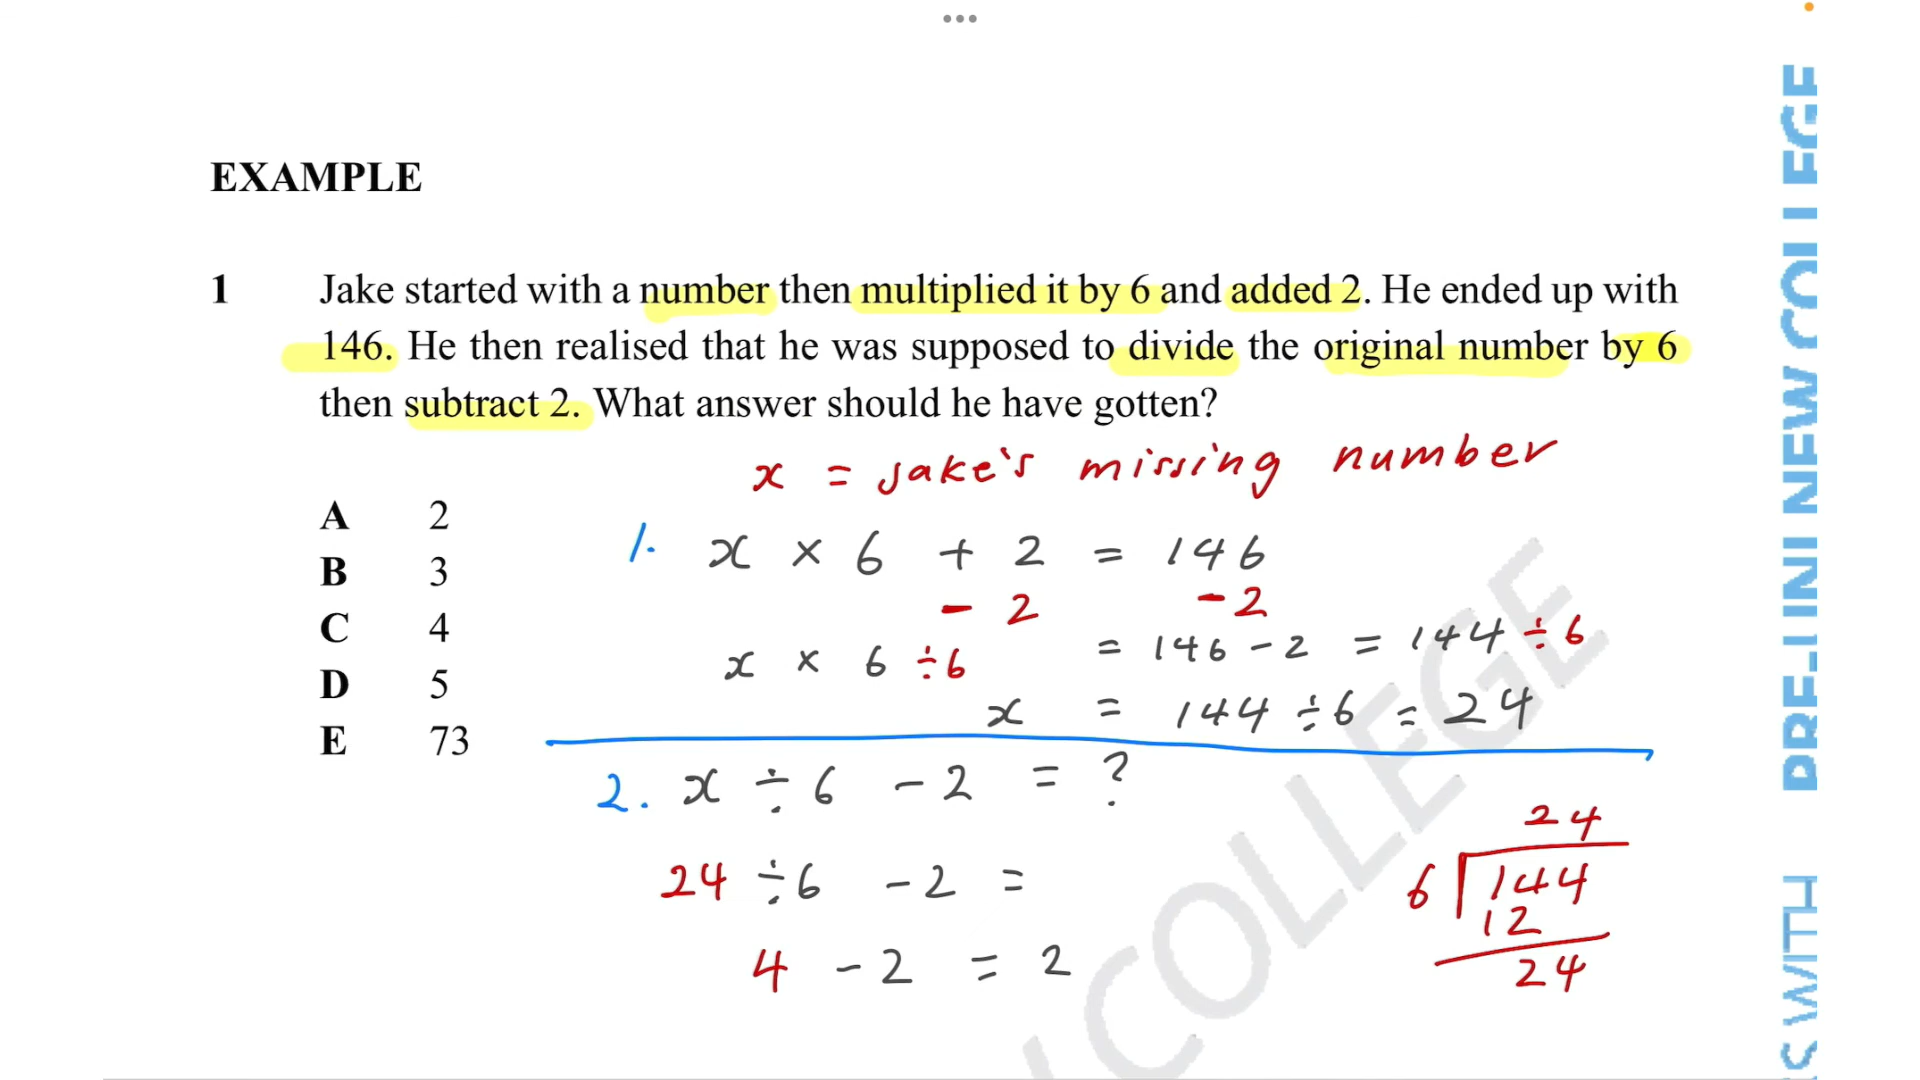 EXAMPLE
1 Jake started with a number then multiplied it by 6 and added 2. He ended up with
146. He then realised that he was supposed to divide the original number by 6
then subtract 2. What answer should he have gotten?
x = Jake's missing number
A 2
B 3
C 4
D 5
E 73
1. x × 6 + 2 = 146
- 2 - 2
x × 6 ÷6 = 146 - 2 = 144 ÷ 6
x = 144 ÷ 6 = 24
2. x ÷ 6 - 2 = ?
24 ÷ 6 - 2 =
4 - 2 = 2
24
6 144
12
24
COLLEGE
S WITH PRE-UNI NEW COLLEGE